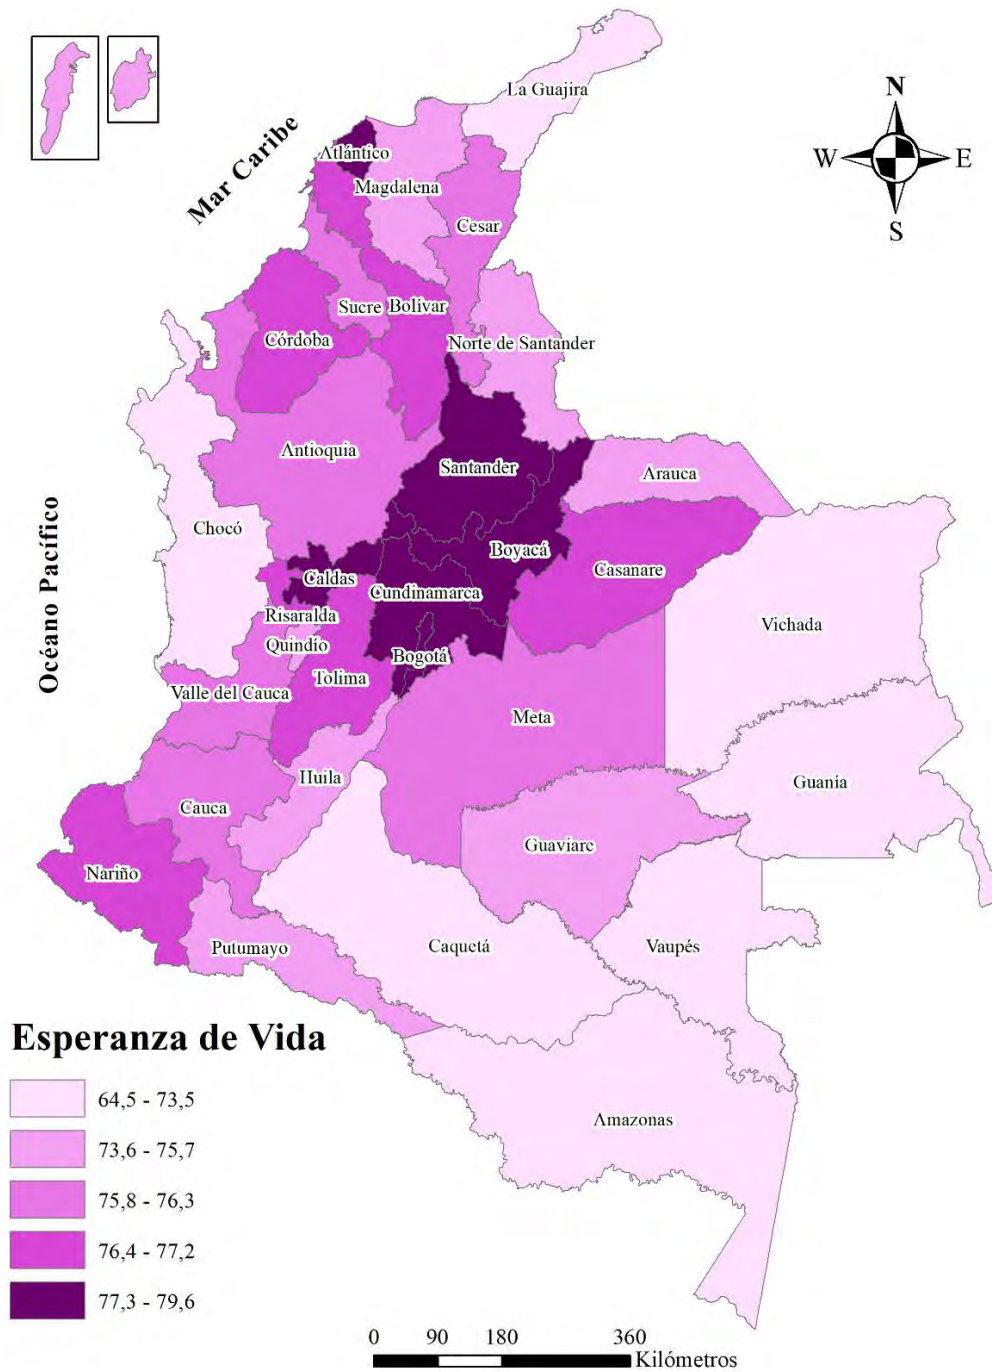 La Guajira
N
Mar Caribe
Atlántico
W
E
Magdalena
Cesar
S
Sucre
Bolívar
Córdoba
Norte de Santander
Antioquia
Santander
Arauca
Océano Pacífico
Chocó
Boyacá
Casanare
Caldas
Cundinamarca
Risaralda
Vichada
Quindío
Bogotá
Tolima
Valle del Cauca
Meta
Huila
Guanía
Cauca
Guaviare
Nariño
Putumayo
Caquetá
Vaupés
Esperanza de Vida
64,5 - 73,5
73,6 - 75,7
75,8 - 76,3
76,4 - 77,2
77,3 - 79,6
Amazonas
0 90 180 360
Kilómetros